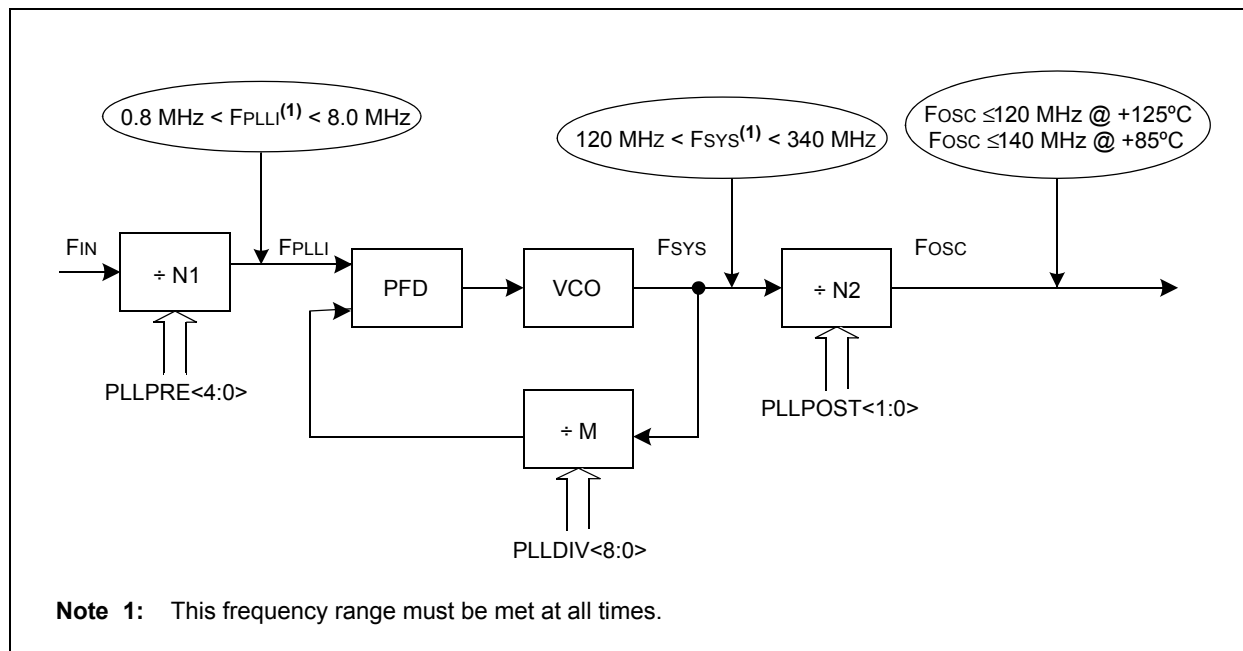 0.8 MHz < FPLLI(1) < 8.0 MHz
120 MHZ < FSYS(1) < 340 MHZ
FOSC ≤120 MHz @ +125ºC
FOSC ≤140 MHz @ +85ºC
FIN
÷ N1
FPLLI
PFD
VCO
FSYS
÷ N2
FOSC
PLLPRE<4:0>
÷ M
PLLPOST<1:0>
PLLDIV<8:0>
Note 1: This frequency range must be met at all times.